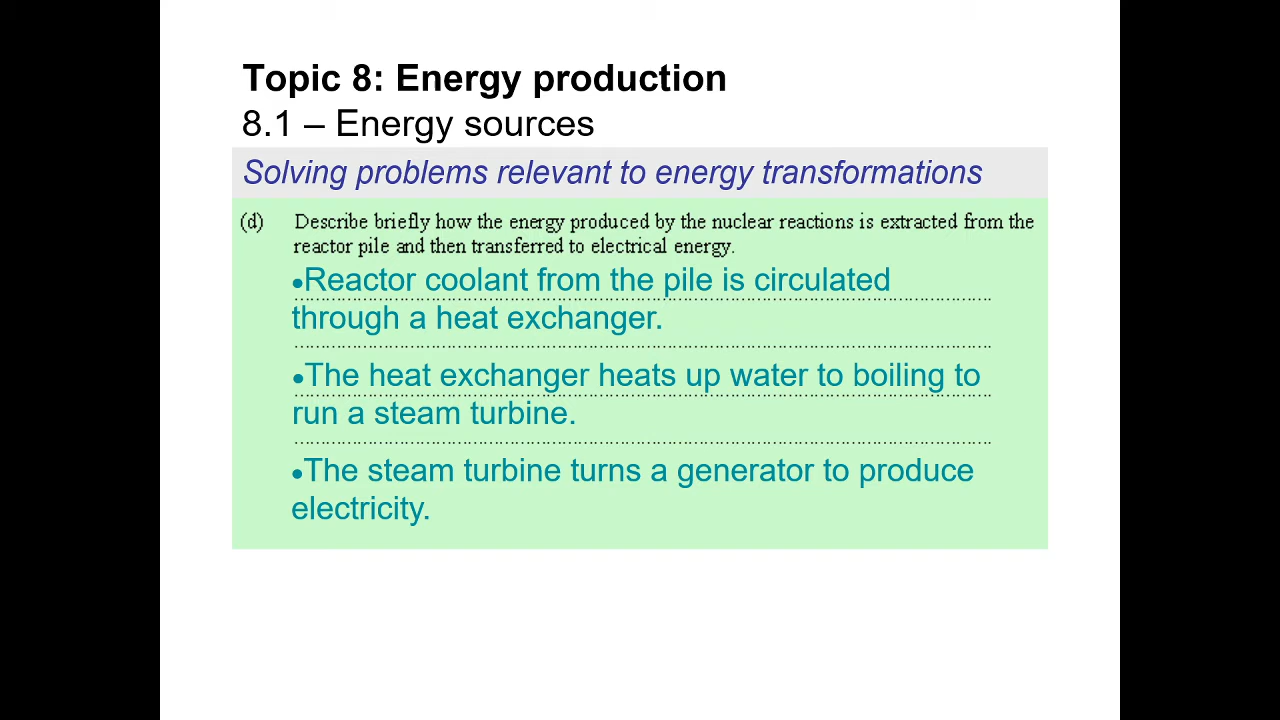 Topic 8: Energy production
8.1 – Energy sources
Solving problems relevant to energy transformations
(d) Describe briefly how the energy produced by the nuclear reactions is extracted from the
reactor pile and then transferred to electrical energy.
•Reactor coolant from the pile is circulated
through a heat exchanger.
•The heat exchanger heats up water to boiling to
run a steam turbine.
•The steam turbine turns a generator to produce
electricity.